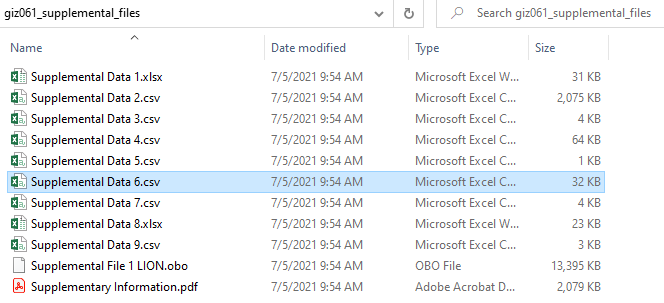 giz061_supplemental_files Search giz061_supplemental_files
Name Date modified Type Size
Supplemental Data 1.xlsx 7/5/2021 9:54 AM Microsoft Excel W... 31 KB
Supplemental Data 2.csv 7/5/2021 9:54 AM Microsoft Excel C... 2,075 KB
Supplemental Data 3.csv 7/5/2021 9:54 AM Microsoft Excel C... 4 KB
Supplemental Data 4.csv 7/5/2021 9:54 AM Microsoft Excel C... 64 KB
Supplemental Data 5.csv 7/5/2021 9:54 AM Microsoft Excel C... 1 KB
Supplemental Data 6.csv 7/5/2021 9:54 AM Microsoft Excel C... 32 KB
Supplemental Data 7.csv 7/5/2021 9:54 AM Microsoft Excel C... 4 KB
Supplemental Data 8.xlsx 7/5/2021 9:54 AM Microsoft Excel W... 23 KB
Supplemental Data 9.csv 7/5/2021 9:54 AM Microsoft Excel C... 3 KB
Supplemental File 1 LION.obo 7/5/2021 9:54 AM OBO File 13,395 KB
Supplementary Information.pdf 7/5/2021 9:54 AM Adobe Acrobat D... 2,079 KB